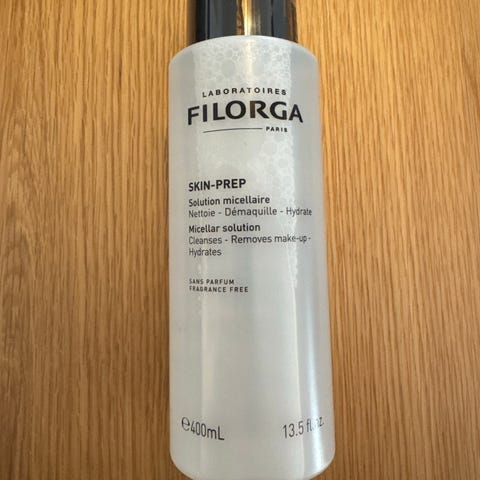 LABORATOIRES
FILORGA
PARIS
SKIN-PREP
Solution micellaire
Nettoie - Démaquille - Hydrate
Micellar solution
Cleanses - Removes make-up -
Hydrates
SANS PARFUM
FRAGRANCE FREE
℮400mL 13.5 fl.oz.